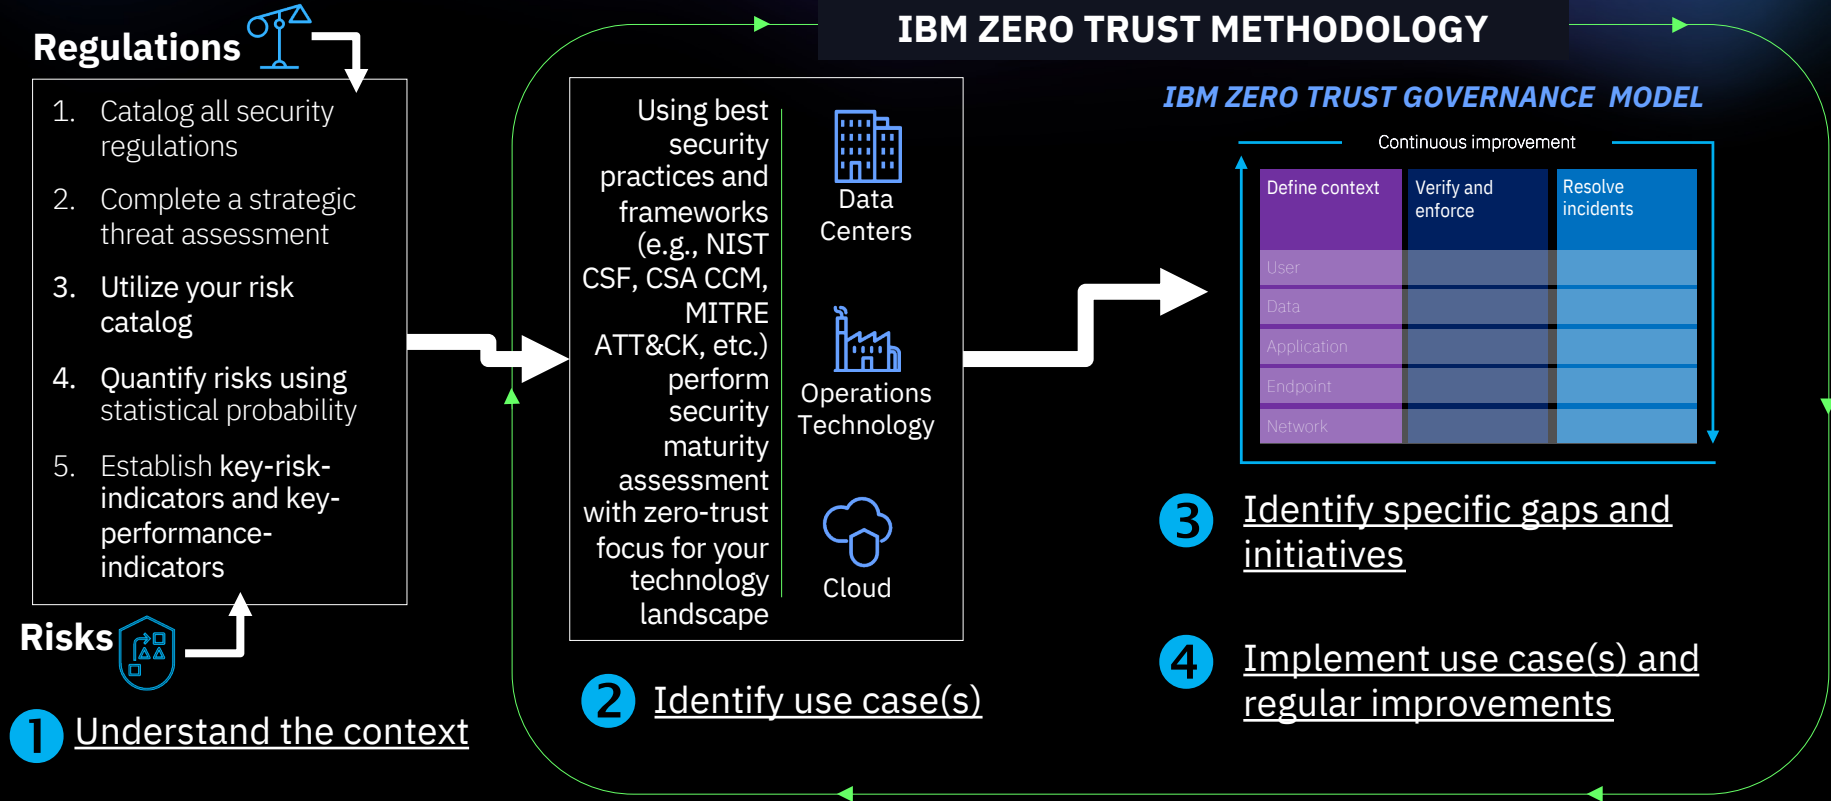 IBM ZERO TRUST METHODOLOGY
Regulations
1. Catalog all security
regulations
2. Complete a strategic
threat assessment
3. Utilize your risk
catalog
4. Quantify risks using
statistical probability
5. Establish key-risk-
indicators and key-
performance-
indicators
Risks
1 Understand the context
Using best
security
practices and
frameworks
(e.g., NIST
CSF, CSA CCM,
MITRE
ATT&CK, etc.)
perform
security
maturity
assessment
with zero-trust
focus for your
technology
landscape
Data
Centers
Operations
Technology
Cloud
2 Identify use case(s)
IBM ZERO TRUST GOVERNANCE MODEL
Continuous improvement
Define context
Verify and
enforce
Resolve
incidents
User
Data
Application
Endpoint
Network
3 Identify specific gaps and
initiatives
4 Implement use case(s) and
regular improvements